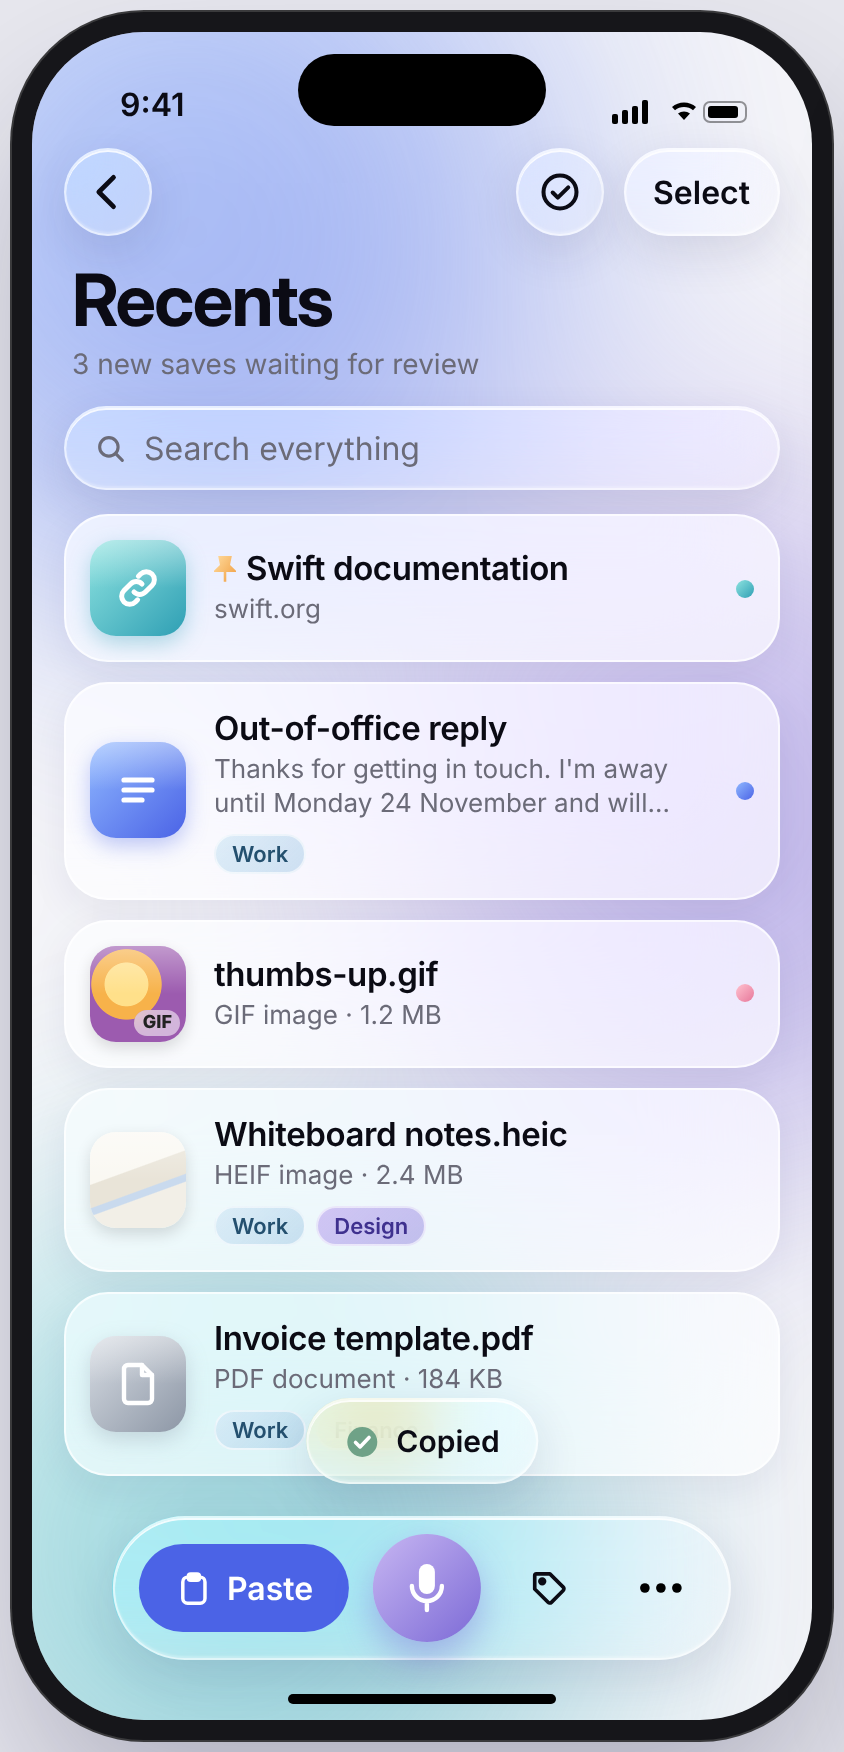 9:41
Select
Recents
3 new saves waiting for review
Search everything
Swift documentation
swift.org
Out-of-office reply
Thanks for getting in touch. I'm away
until Monday 24 November and will...
Work
thumbs-up.gif
GIF image · 1.2 MB
GIF
Whiteboard notes.heic
HEIF image · 2.4 MB
Work
Design
Invoice template.pdf
PDF document · 184 KB
Work
Copied
Paste